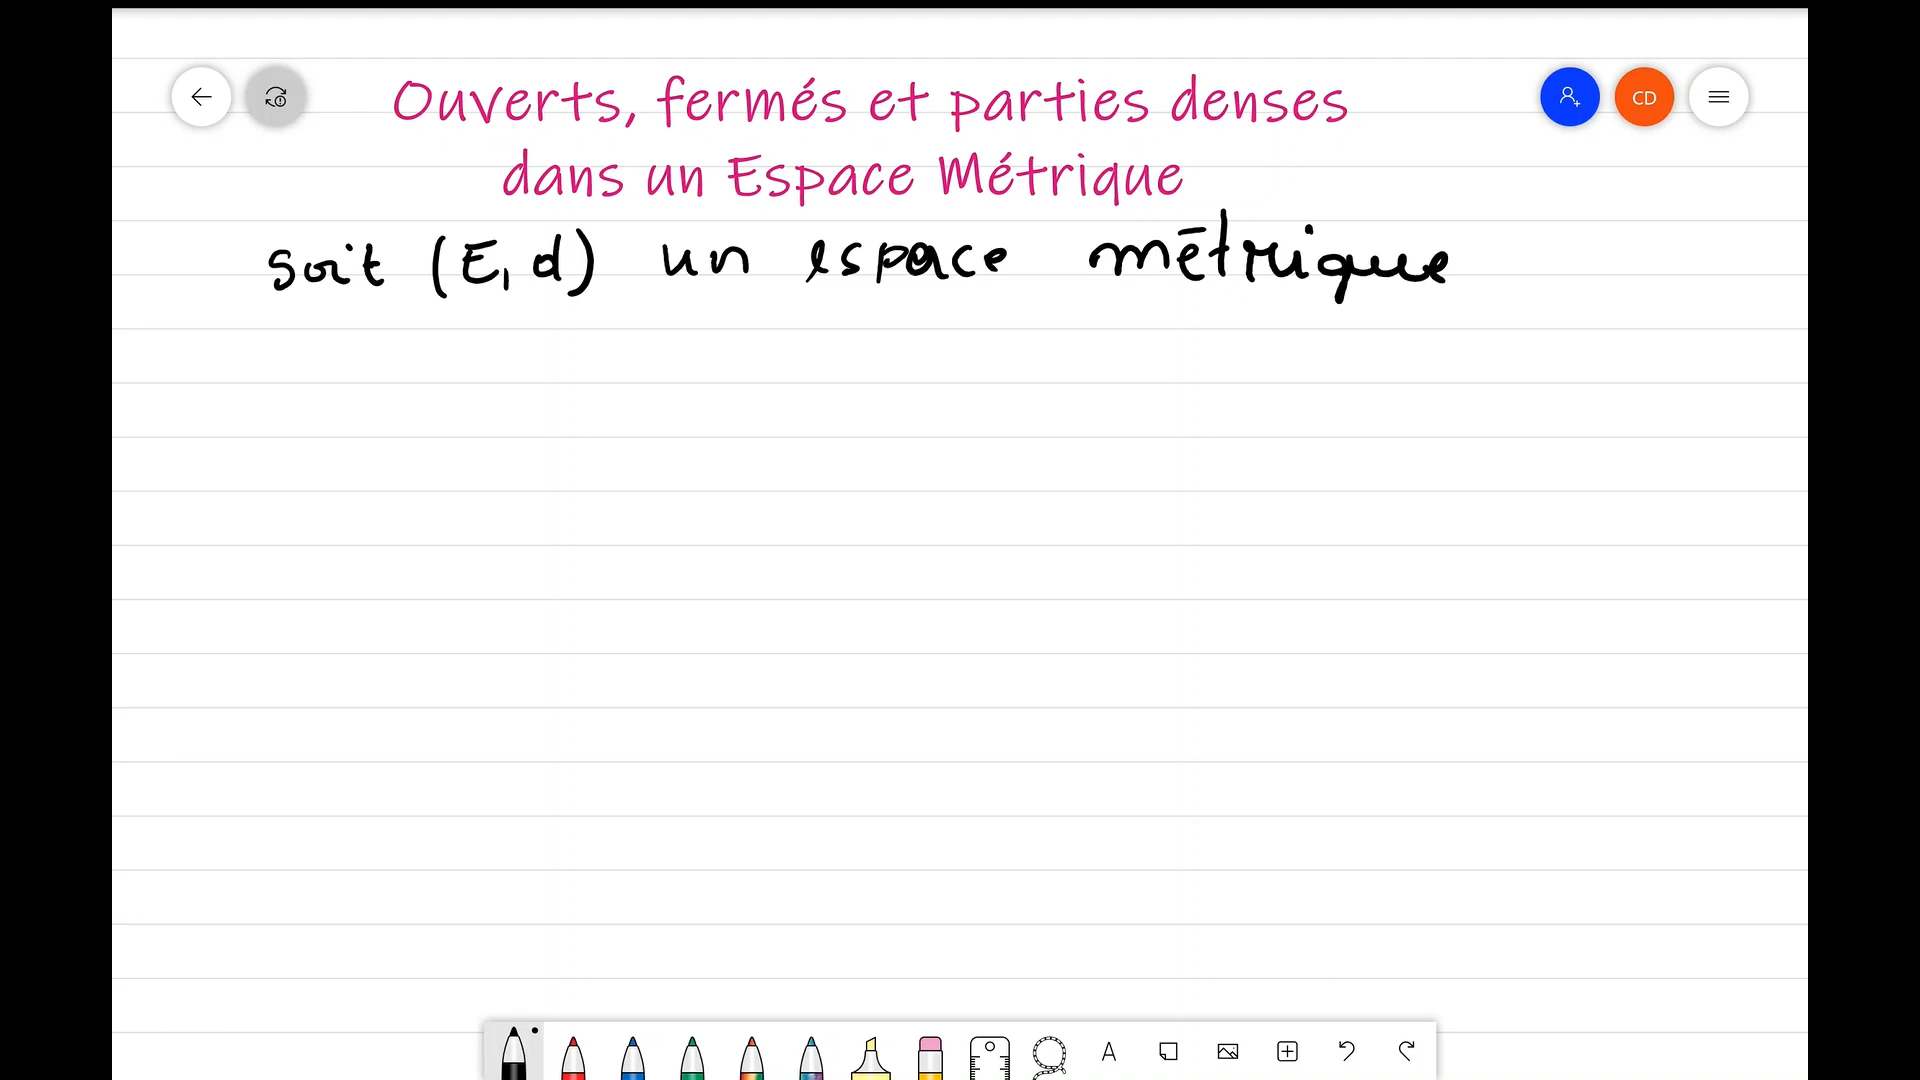 Ouverts, fermés et parties denses
CD
dans un Espace Métrique
soit (E, d) un espace métrique
A